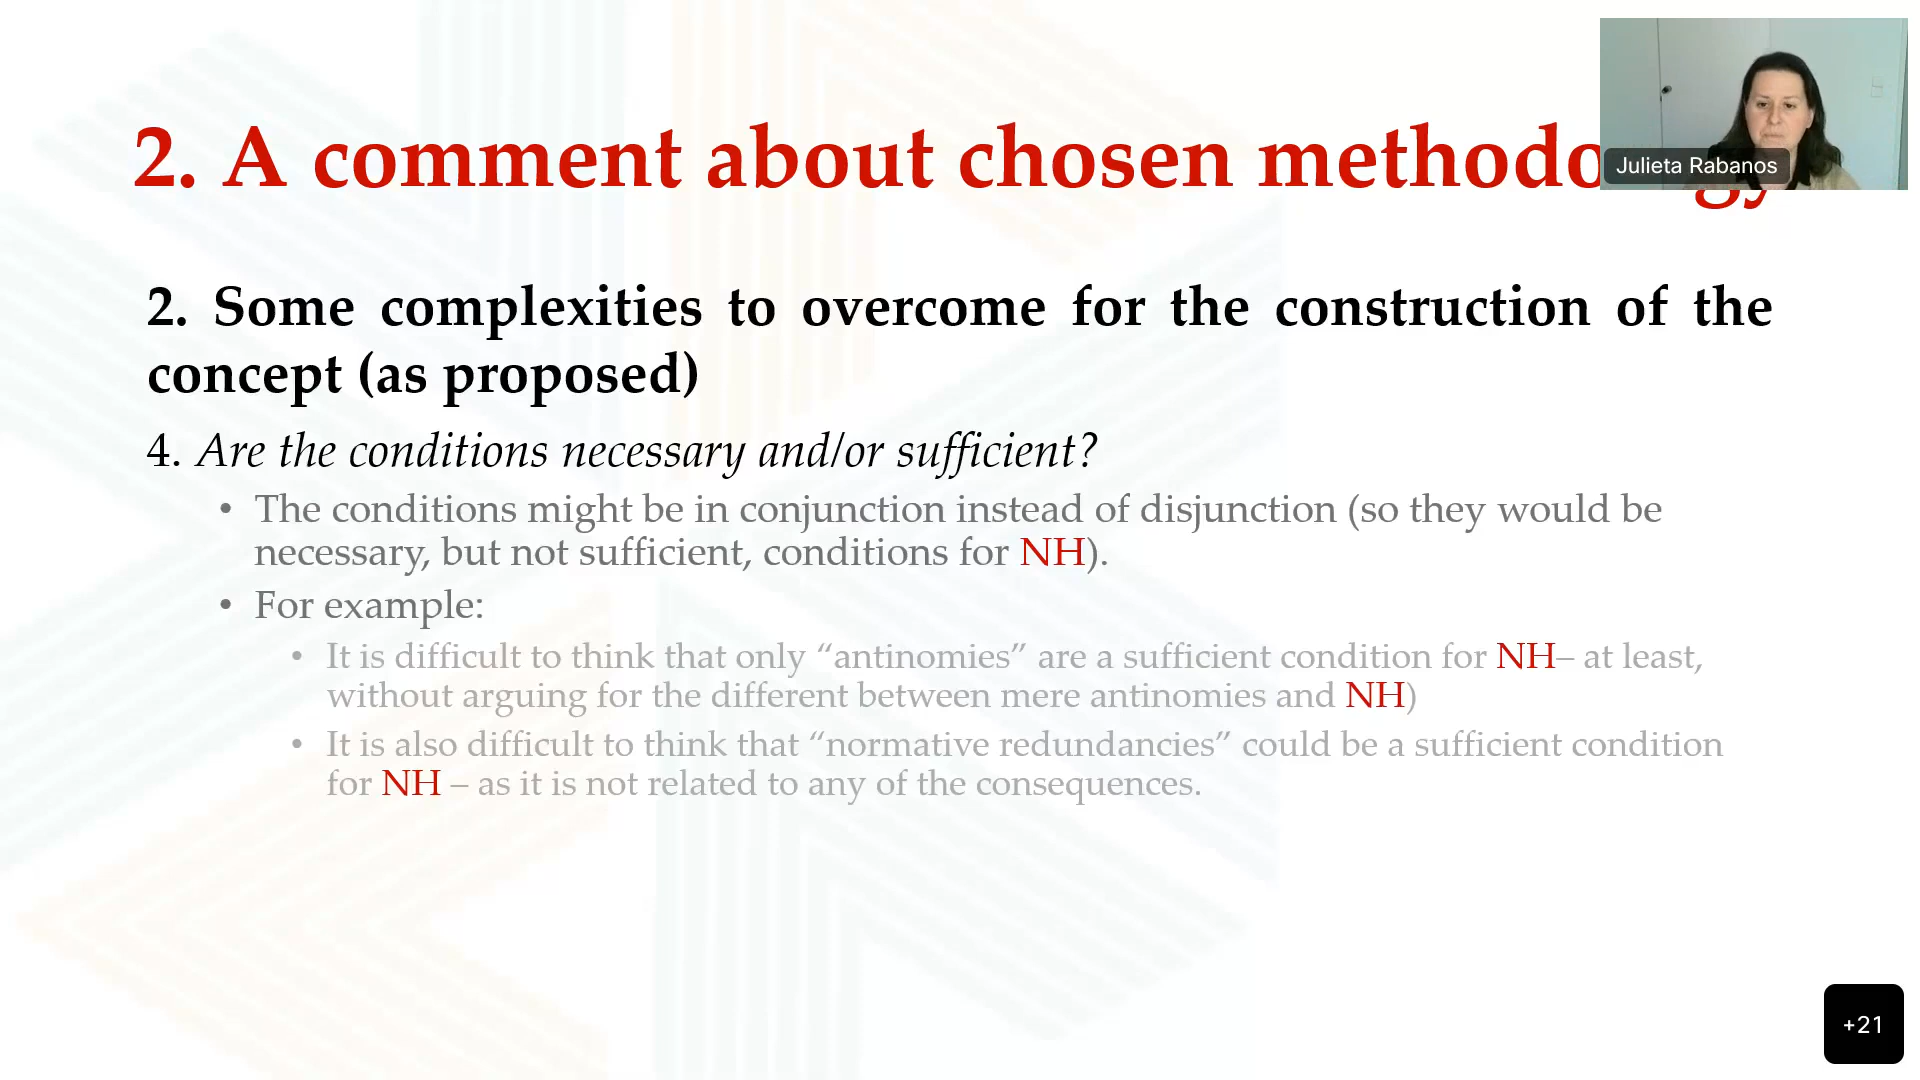 2. A comment about chosen
Julieta Rabanos
2. Some complexities to overcome for the construction of the
concept (as proposed)
4. Are the conditions necessary and/or sufficient?
• The conditions might be in conjunction instead of disjunction (so they would be
necessary, but not sufficient, conditions for NH).
• For example:
• It is difficult to think that only “antinomies” are a sufficient condition for NH– at least,
without arguing for the different between mere antinomies and NH)
• It is also difficult to think that “normative redundancies” could be a sufficient condition
for NH – as it is not related to any of the consequences.
+21